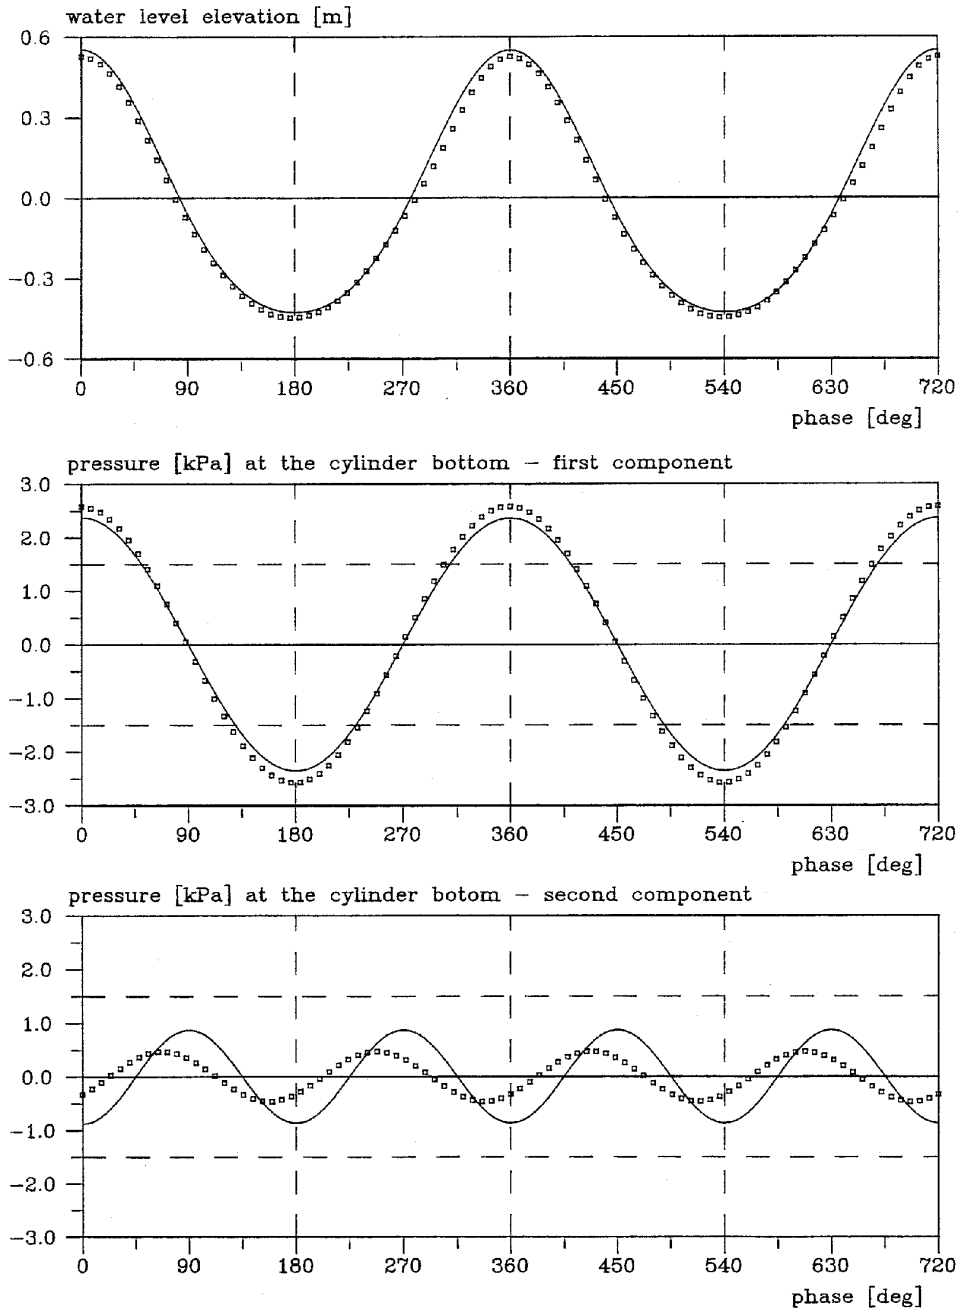 water level elevation [m]
0.6
0.3
0.0
−0.3
−0.6
0 90 180 270 360 450 540 630 720
phase [deg]
pressure [kPa] at the cylinder bottom − first component
3.0
2.0
1.0
0.0
−1.0
−2.0
−3.0
0 90 180 270 360 450 540 630 720
phase [deg]
pressure [kPa] at the cylinder botom − second component
3.0
2.0
1.0
0.0
−1.0
−2.0
−3.0
0 90 180 270 360 450 540 630 720
phase [deg]